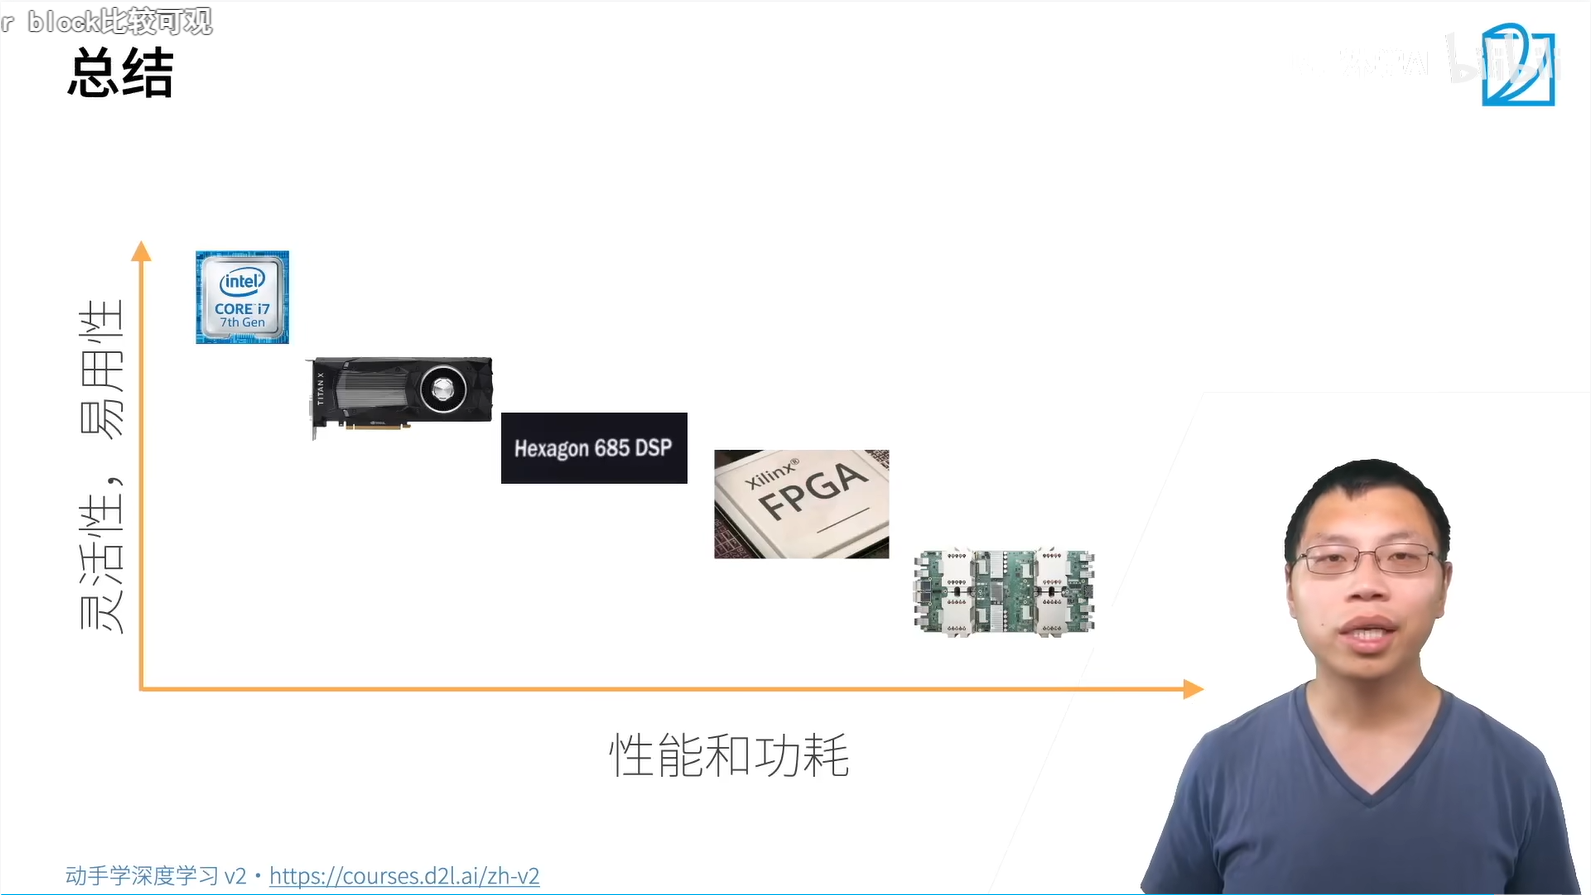 r block比较可观
总结
bilibili
灵活性，易用性
intel
CORE i7
7th Gen
TITAN X
Hexagon 685 DSP
Xilinx®
FPGA
性能和功耗
动手学深度学习 v2 · https://courses.d2l.ai/zh-v2